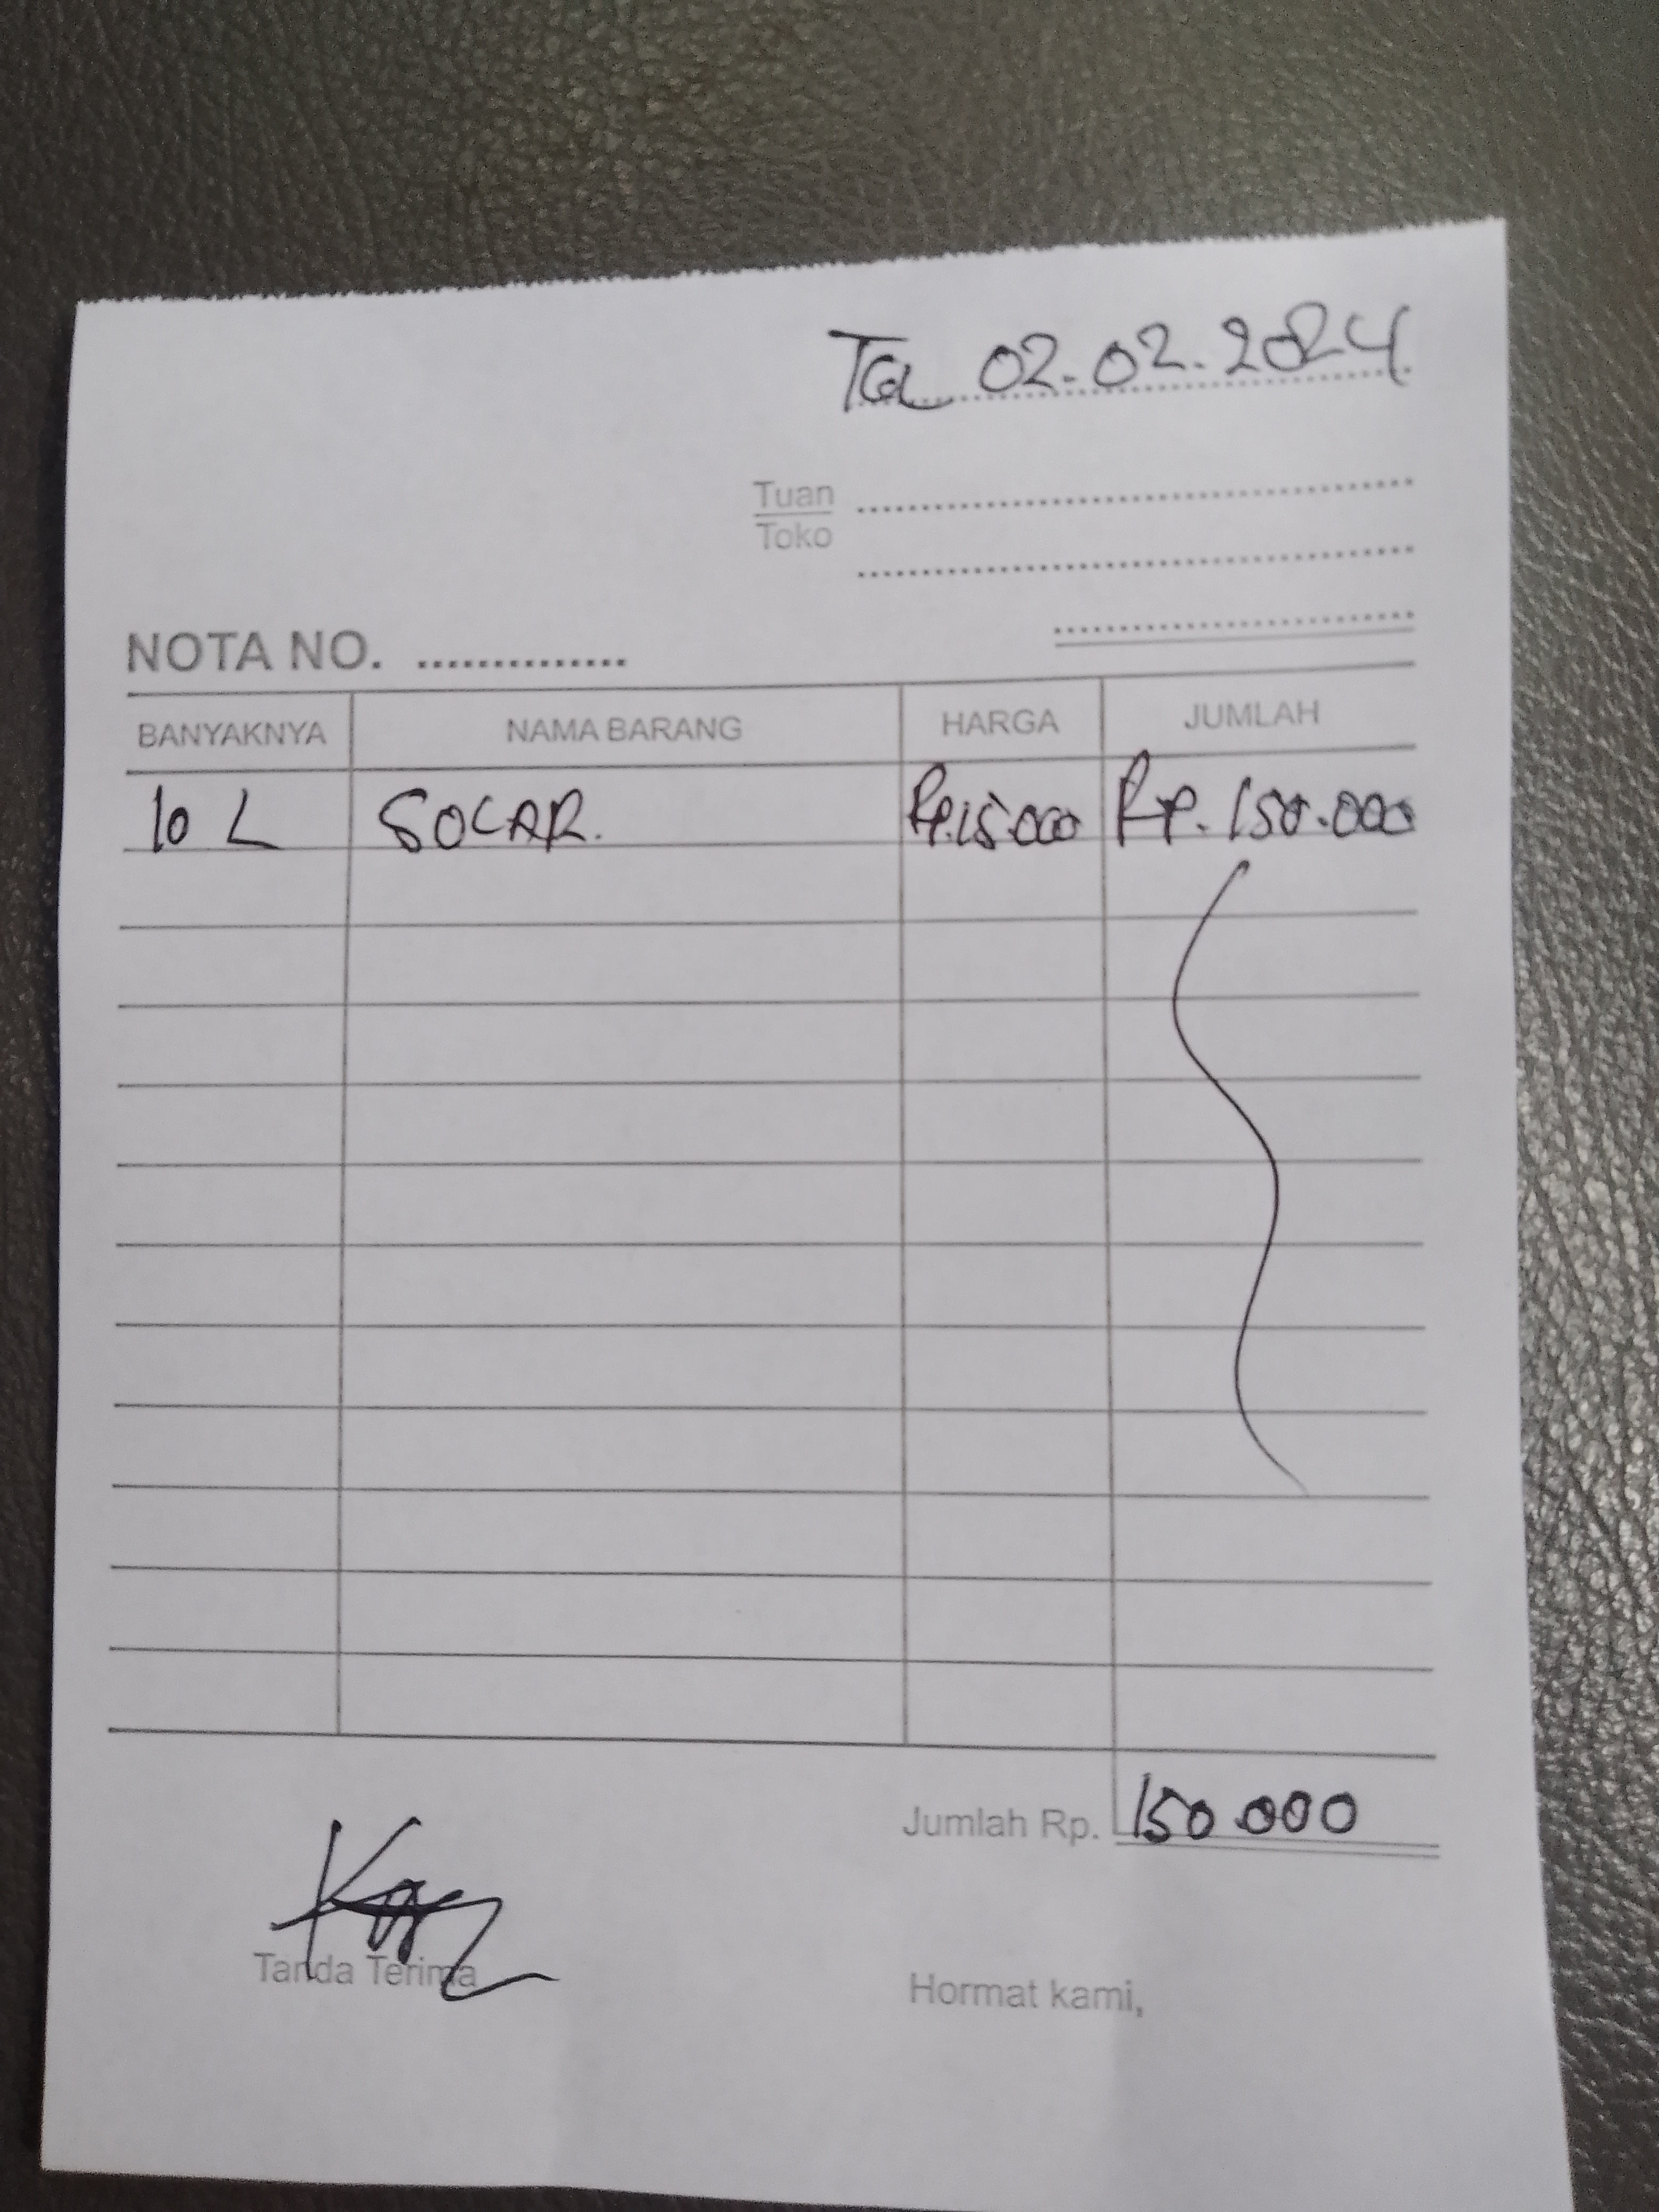 Tgl 02.02.2024
Tuan
Toko
NOTA NO. ..............
BANYAKNYA NAMA BARANG HARGA JUMLAH
10 L SOLAR. Rp.15.000 Rp. 150.000
Jumlah Rp. 150.000
Tanda Terima
Hormat kami,